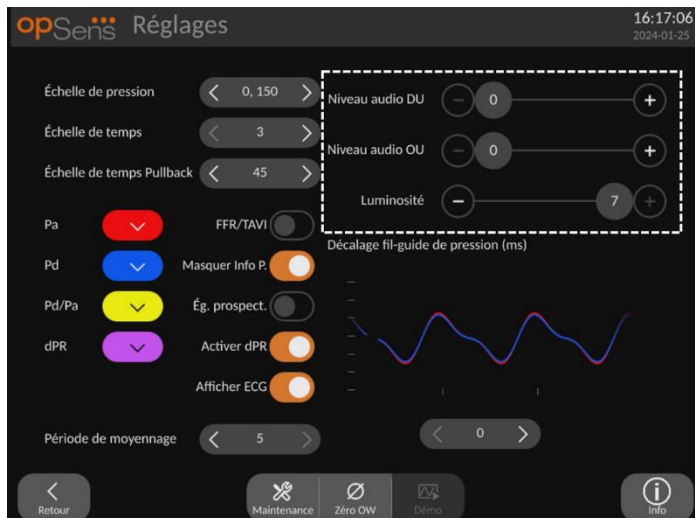 opSens Réglages
16:17:06
2024-01-25
Échelle de pression 0, 150
Échelle de temps 3
Échelle de temps Pullback 45
Niveau audio DU 0
Niveau audio OU 0
Luminosité 7
Pa
Pd
Pd/Pa
dPR
FFR/TAVI
Masquer Info P.
Ég. prospect.
Activer dPR
Afficher ECG
Décalage fil-guide de pression (ms)
0
Période de moyennage 5
Retour
Maintenance
Zéro OW
Démo
Info